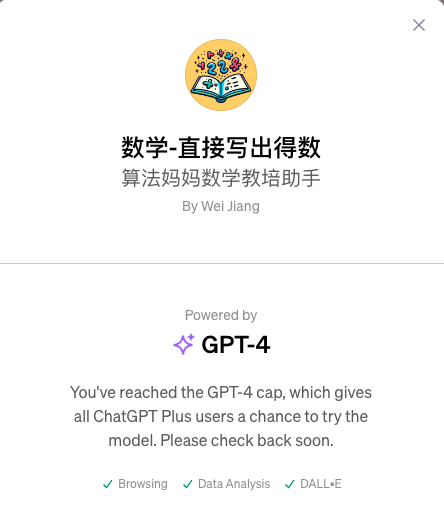 数学-直接写出得数
算法妈妈数学教培助手
By Wei Jiang
Powered by
GPT-4
You've reached the GPT-4 cap, which gives
all ChatGPT Plus users a chance to try the
model. Please check back soon.
Browsing Data Analysis DALL•E